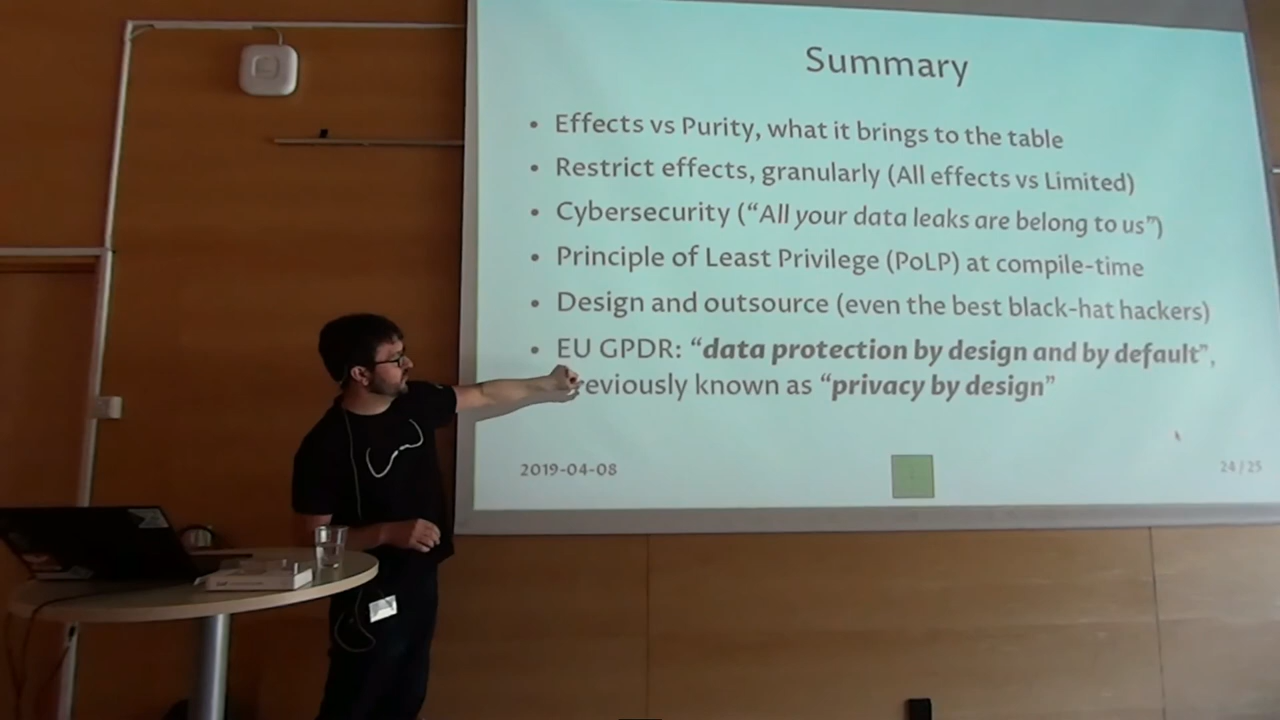 Summary
• Effects vs Purity, what it brings to the table
• Restrict effects, granularly (All effects vs Limited)
• Cybersecurity (“All your data leaks are belong to us”)
• Principle of Least Privilege (PoLP) at compile-time
• Design and outsource (even the best black-hat hackers)
• EU GPDR: “data protection by design and by default”,
reviously known as “privacy by design”
2019-04-08
24 / 25